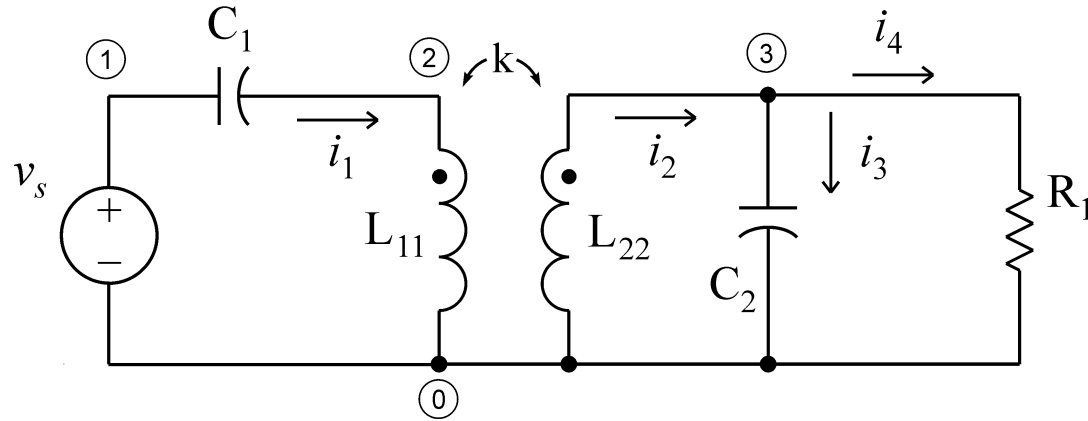 C₁
① ② k ③ i₄
i₁ i₂ i₃
vₛ + −
L₁₁ L₂₂ C₂ R₁
⓪